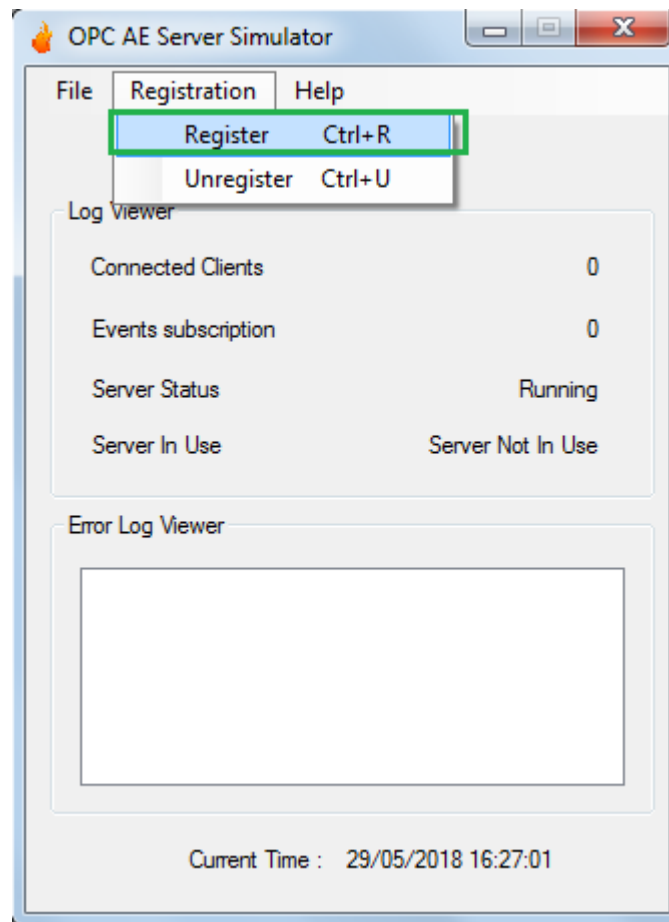 OPC AE Server Simulator
File Registration Help
Register Ctrl+R
Unregister Ctrl+U
Log Viewer
Connected Clients 0
Events subscription 0
Server Status Running
Server In Use Server Not In Use
Error Log Viewer
Current Time : 29/05/2018 16:27:01